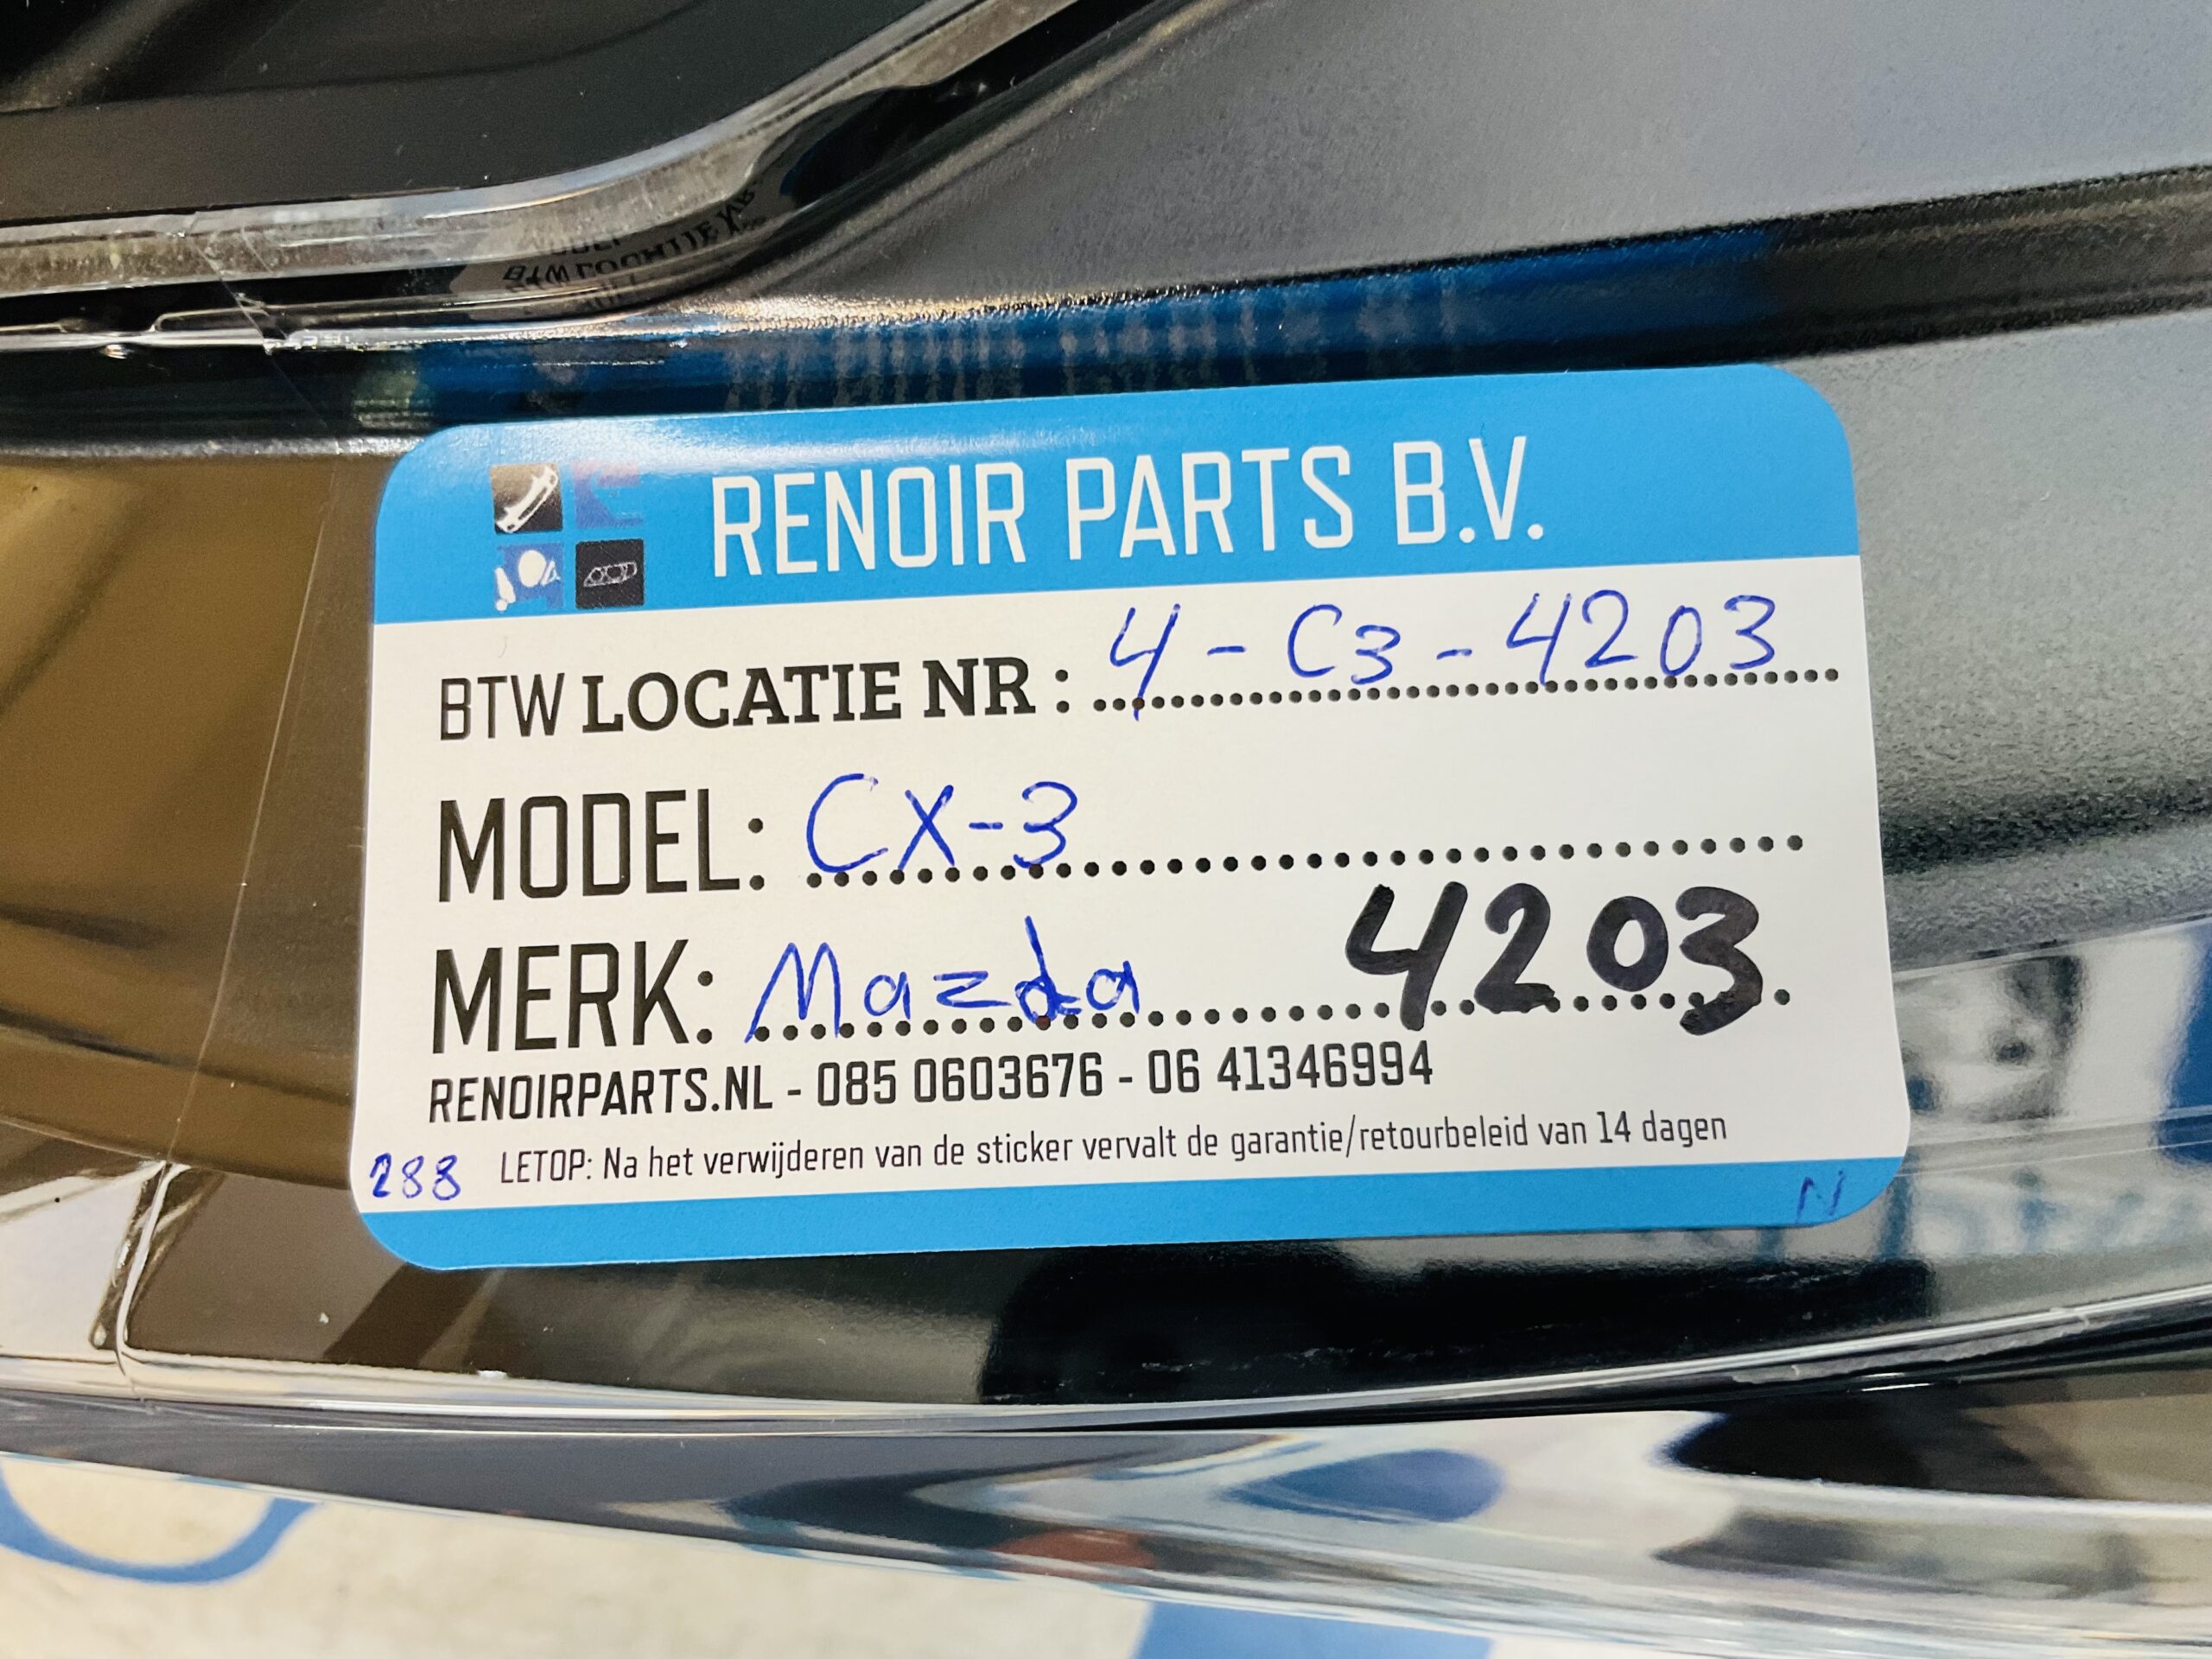 RENOIR PARTS B.V.
BTW LOCATIE NR : 4-C3-4203
MODEL: CX-3
MERK: Mazda 4203
RENOIRPARTS.NL - 085 0603676 - 06 41346994
288 LETOP: Na het verwijderen van de sticker vervalt de garantie/retourbeleid van 14 dagen
N